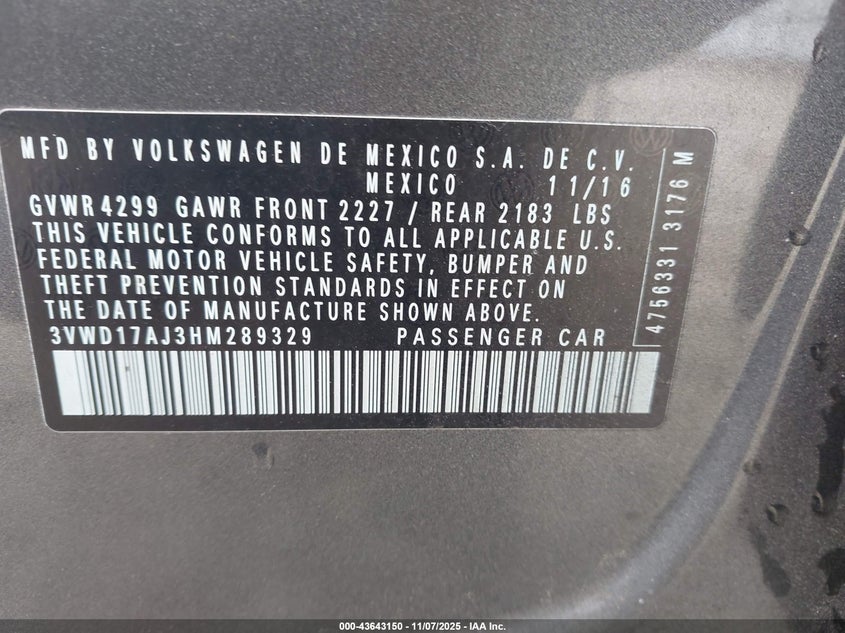 MFD BY VOLKSWAGEN DE MEXICO S.A. DE C.V.
MEXICO 11/16
GVWR 4299 GAWR FRONT 2227 / REAR 2183 LBS
THIS VEHICLE CONFORMS TO ALL APPLICABLE U.S.
FEDERAL MOTOR VEHICLE SAFETY, BUMPER AND
THEFT PREVENTION STANDARDS IN EFFECT ON
THE DATE OF MANUFACTURE SHOWN ABOVE.
3VWD17AJ3HM289329 PASSENGER CAR
4756331 3176 M
000-43643150 - 11/07/2025 - IAA Inc.